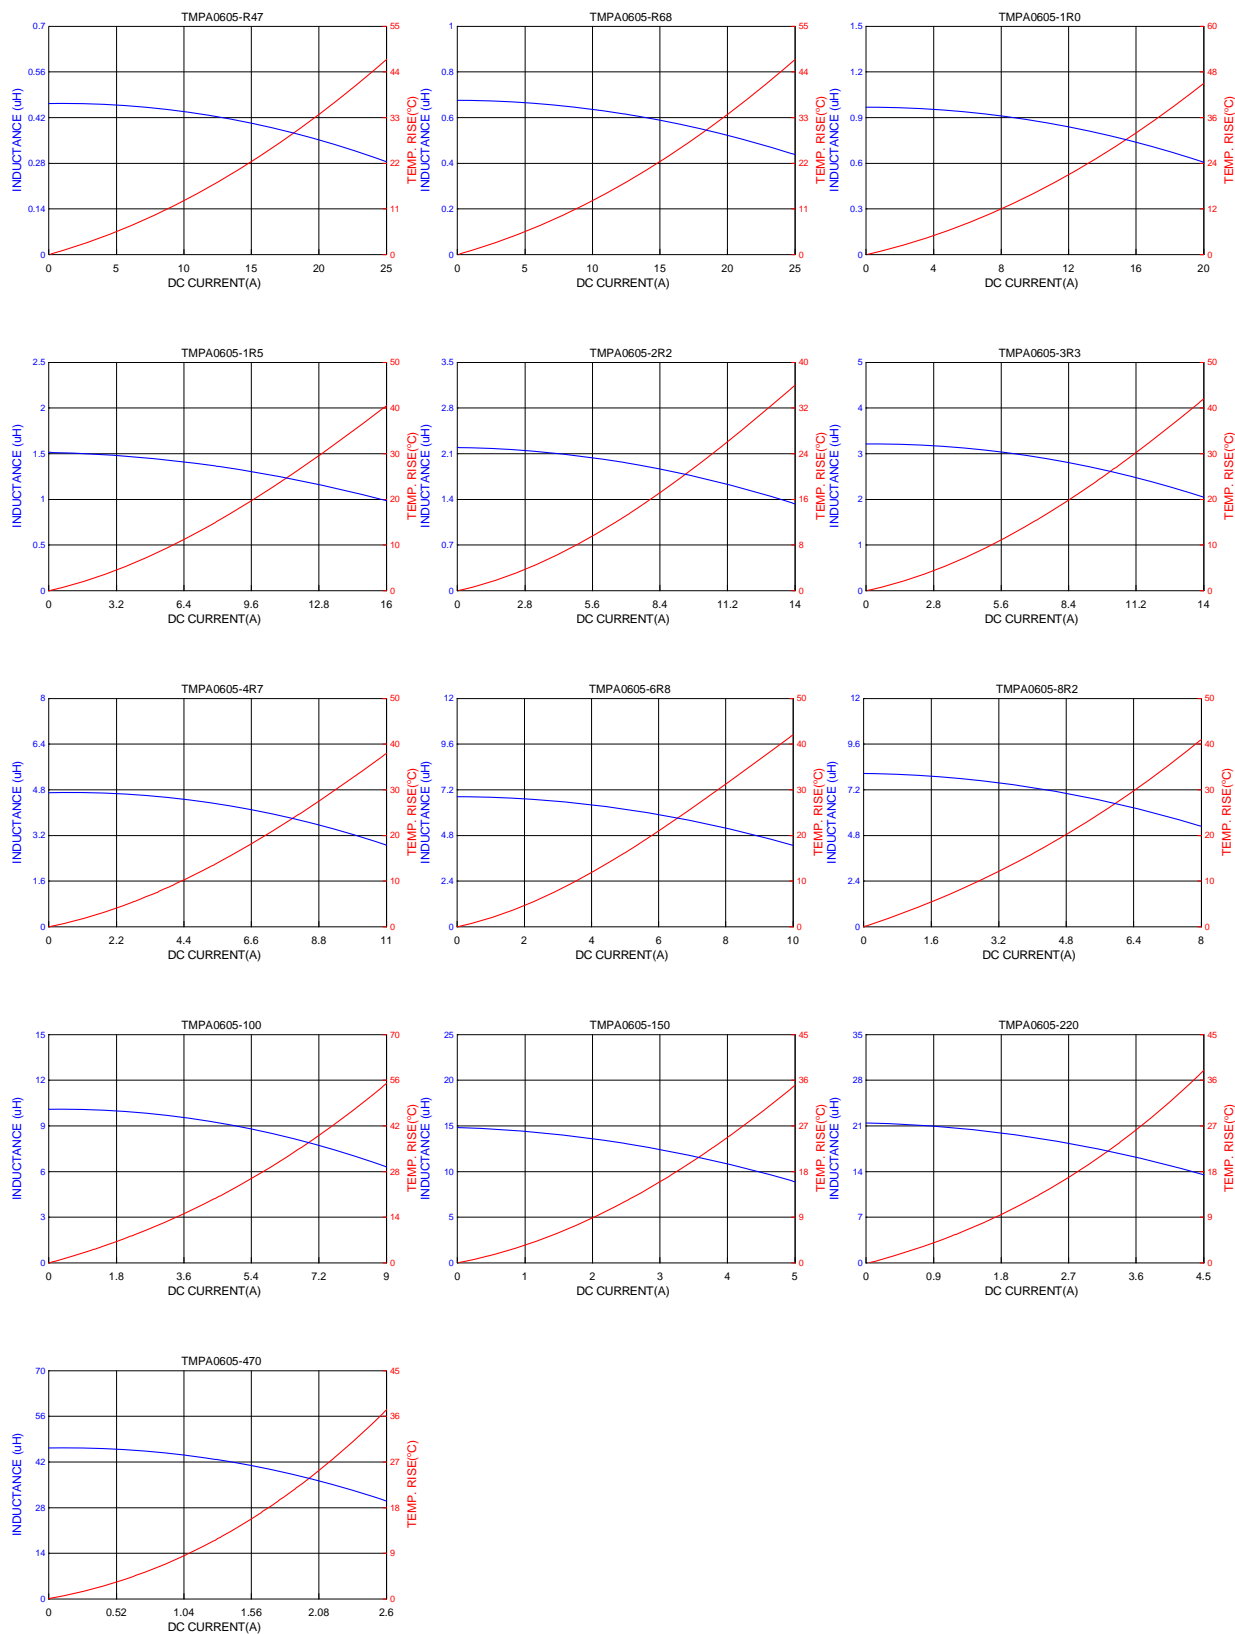 TMPA0605-R47
0.7
0.56
0.42
0.28
0.14
0
55
44
33
22
11
0
0 5 10 15 20 25
INDUCTANCE (uH)
TEMP. RISE(°C)
DC CURRENT(A)
TMPA0605-R68
1
0.8
0.6
0.4
0.2
0
55
44
33
22
11
0
0 5 10 15 20 25
INDUCTANCE (uH)
TEMP. RISE(°C)
DC CURRENT(A)
TMPA0605-1R0
1.5
1.2
0.9
0.6
0.3
0
60
48
36
24
12
0
0 4 8 12 16 20
INDUCTANCE (uH)
TEMP. RISE(°C)
DC CURRENT(A)
TMPA0605-1R5
2.5
2
1.5
1
0.5
0
50
40
30
20
10
0
0 3.2 6.4 9.6 12.8 16
INDUCTANCE (uH)
TEMP. RISE(°C)
DC CURRENT(A)
TMPA0605-2R2
3.5
2.8
2.1
1.4
0.7
0
40
32
24
16
8
0
0 2.8 5.6 8.4 11.2 14
INDUCTANCE (uH)
TEMP. RISE(°C)
DC CURRENT(A)
TMPA0605-3R3
5
4
3
2
1
0
50
40
30
20
10
0
0 2.8 5.6 8.4 11.2 14
INDUCTANCE (uH)
TEMP. RISE(°C)
DC CURRENT(A)
TMPA0605-4R7
8
6.4
4.8
3.2
1.6
0
50
40
30
20
10
0
0 2.2 4.4 6.6 8.8 11
INDUCTANCE (uH)
TEMP. RISE(°C)
DC CURRENT(A)
TMPA0605-6R8
12
9.6
7.2
4.8
2.4
0
50
40
30
20
10
0
0 2 4 6 8 10
INDUCTANCE (uH)
TEMP. RISE(°C)
DC CURRENT(A)
TMPA0605-8R2
12
9.6
7.2
4.8
2.4
0
50
40
30
20
10
0
0 1.6 3.2 4.8 6.4 8
INDUCTANCE (uH)
TEMP. RISE(°C)
DC CURRENT(A)
TMPA0605-100
15
12
9
6
3
0
70
56
42
28
14
0
0 1.8 3.6 5.4 7.2 9
INDUCTANCE (uH)
TEMP. RISE(°C)
DC CURRENT(A)
TMPA0605-150
25
20
15
10
5
0
45
36
27
18
9
0
0 1 2 3 4 5
INDUCTANCE (uH)
TEMP. RISE(°C)
DC CURRENT(A)
TMPA0605-220
35
28
21
14
7
0
45
36
27
18
9
0
0 0.9 1.8 2.7 3.6 4.5
INDUCTANCE (uH)
TEMP. RISE(°C)
DC CURRENT(A)
TMPA0605-470
70
56
42
28
14
0
45
36
27
18
9
0
0 0.52 1.04 1.56 2.08 2.6
INDUCTANCE (uH)
TEMP. RISE(°C)
DC CURRENT(A)